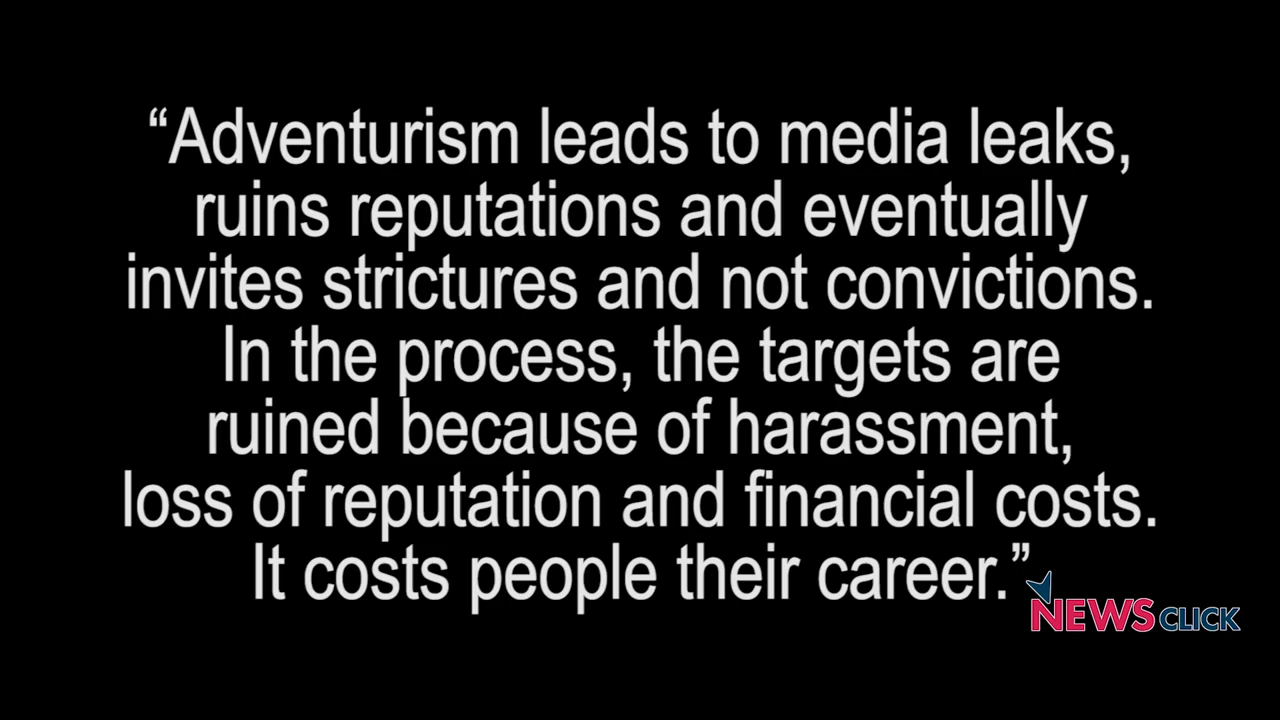 “Adventurism leads to media leaks,
ruins reputations and eventually
invites strictures and not convictions.
In the process, the targets are
ruined because of harassment,
loss of reputation and financial costs.
It costs people their career.”
NEWSCLICK